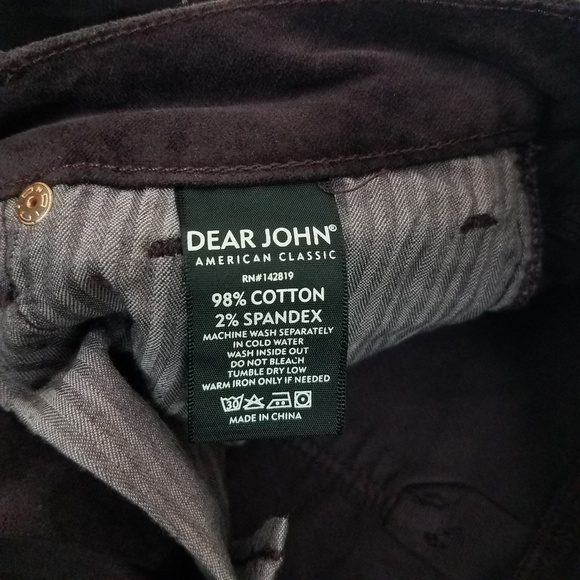 DEAR JOHN®
AMERICAN CLASSIC
RN#142819
98% COTTON
2% SPANDEX
MACHINE WASH SEPARATELY
IN COLD WATER
WASH INSIDE OUT
DO NOT BLEACH
TUMBLE DRY LOW
WARM IRON ONLY IF NEEDED
30
MADE IN CHINA